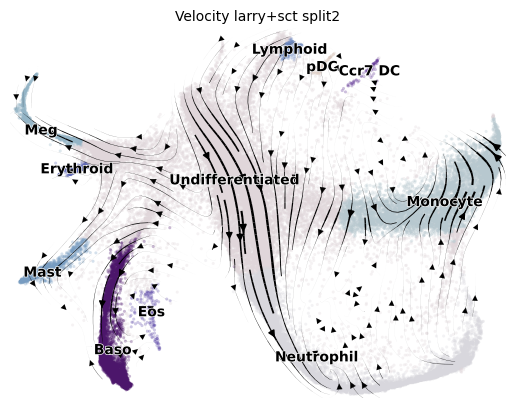 Velocity larry+sct split2
Lymphoid
pDC
Ccr7 DC
Meg
Erythroid
Undifferentiated
Monocyte
Mast
Eos
Baso
Neutrophil